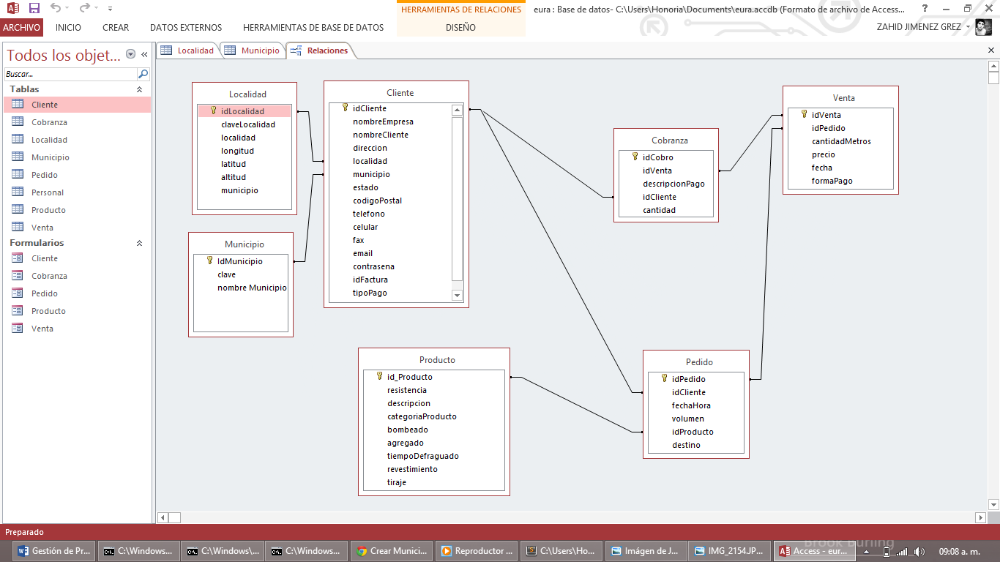 HERRAMIENTAS DE RELACIONES
eura : Base de datos- C:\Users\Honoria\Documents\eura.accdb (Formato de archivo de Access...
ARCHIVO INICIO CREAR DATOS EXTERNOS HERRAMIENTAS DE BASE DE DATOS DISEÑO ZAHID JIMENEZ GREZ
Todos los objet...
Buscar...
Tablas
Cliente
Cobranza
Localidad
Municipio
Pedido
Personal
Producto
Venta
Formularios
Cliente
Cobranza
Pedido
Producto
Venta
Localidad Municipio Relaciones
Localidad
idLocalidad
claveLocalidad
localidad
longitud
latitud
altitud
municipio
Municipio
IdMunicipio
clave
nombre Municipio
Cliente
idCliente
nombreEmpresa
nombreCliente
direccion
localidad
municipio
estado
codigoPostal
telefono
celular
fax
email
contrasena
idFactura
tipoPago
Cobranza
idCobro
idVenta
descripcionPago
idCliente
cantidad
Venta
idVenta
idPedido
cantidadMetros
precio
fecha
formaPago
Producto
id_Producto
resistencia
descripcion
categoriaProducto
bombeado
agregado
tiempoDefraguado
revestimiento
tiraje
Pedido
idPedido
idCliente
fechaHora
volumen
idProducto
destino
Preparado
Gestión de Pr... C:\Windows... C:\Windows\... C:\Windows... Crear Munici... Reproductor ... C:\Users\Ho... Imágen de J... IMG_2154.JP... Access - eur... 09:08 a. m.
Brook Burling